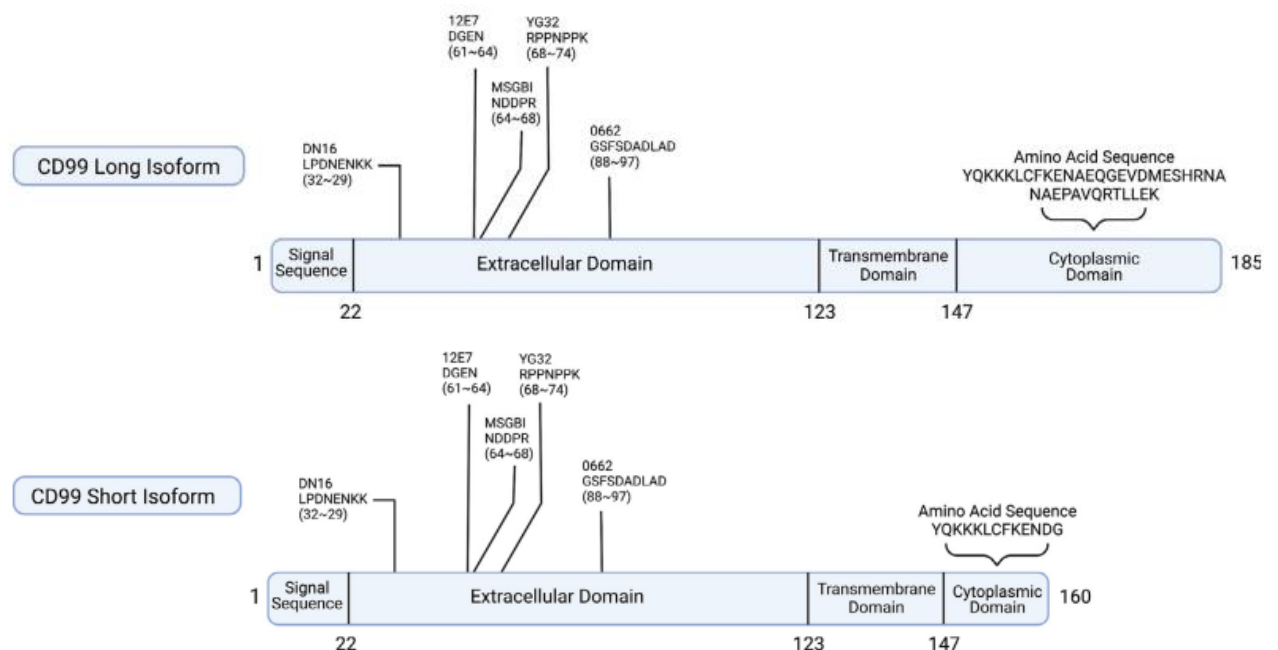 CD99 Long Isoform
DN16
LPDNENKK
(32~29)
12E7
DGEN
(61~64)
MSGBI
NDDPR
(64~68)
YG32
RPPNPPK
(68~74)
0662
GSFSDADLAD
(88~97)
Amino Acid Sequence
YQKKKLCFKENAEQGEVDMESHRNA
NAEPAVQRTLLEK
1
Signal
Sequence
Extracellular Domain
Transmembrane
Domain
Cytoplasmic
Domain
185
22
123
147
CD99 Short Isoform
DN16
LPDNENKK
(32~29)
12E7
DGEN
(61~64)
MSGBI
NDDPR
(64~68)
YG32
RPPNPPK
(68~74)
0662
GSFSDADLAD
(88~97)
Amino Acid Sequence
YQKKKLCFKENDG
1
Signal
Sequence
Extracellular Domain
Transmembrane
Domain
Cytoplasmic
Domain
160
22
123
147